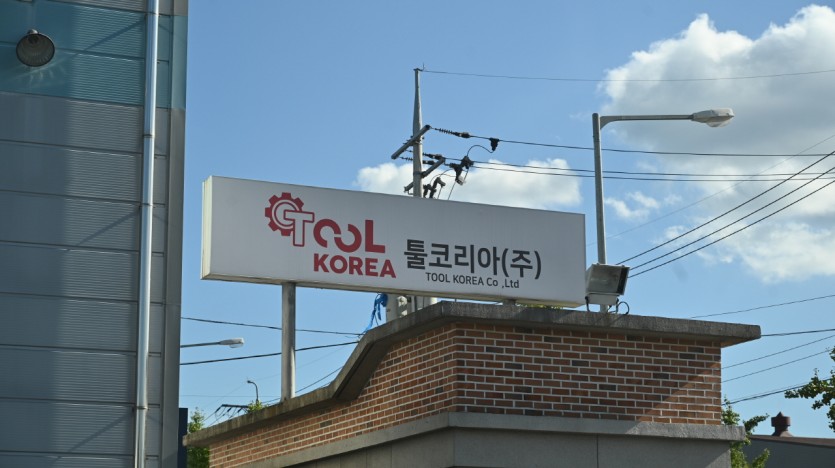 TOOL
KOREA
툴코리아(주)
TOOL KOREA Co ,Ltd